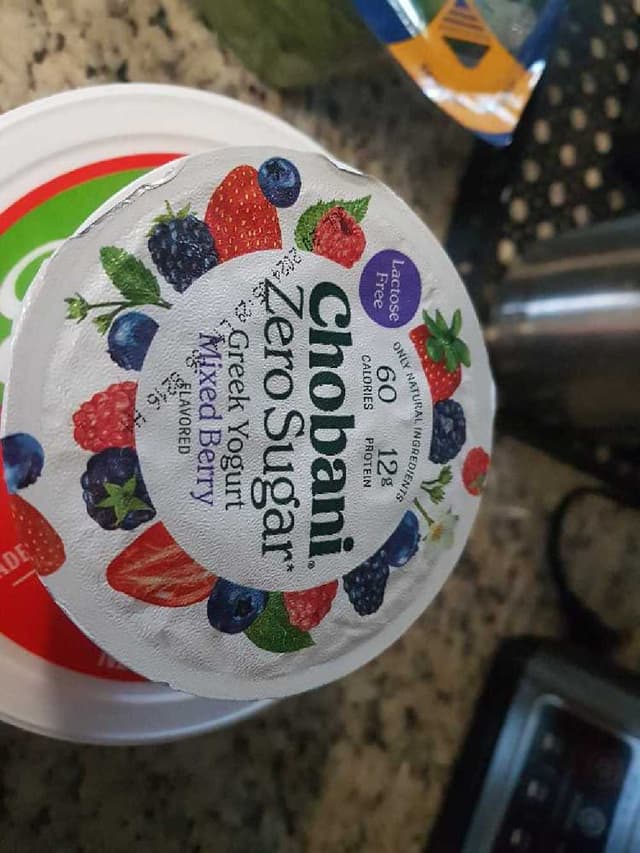 Lactose
Free
ONLY NATURAL INGREDIENTS
60 12g
CALORIES PROTEIN
Chobani®
Zero Sugar*
Greek Yogurt
Mixed Berry
FLAVORED